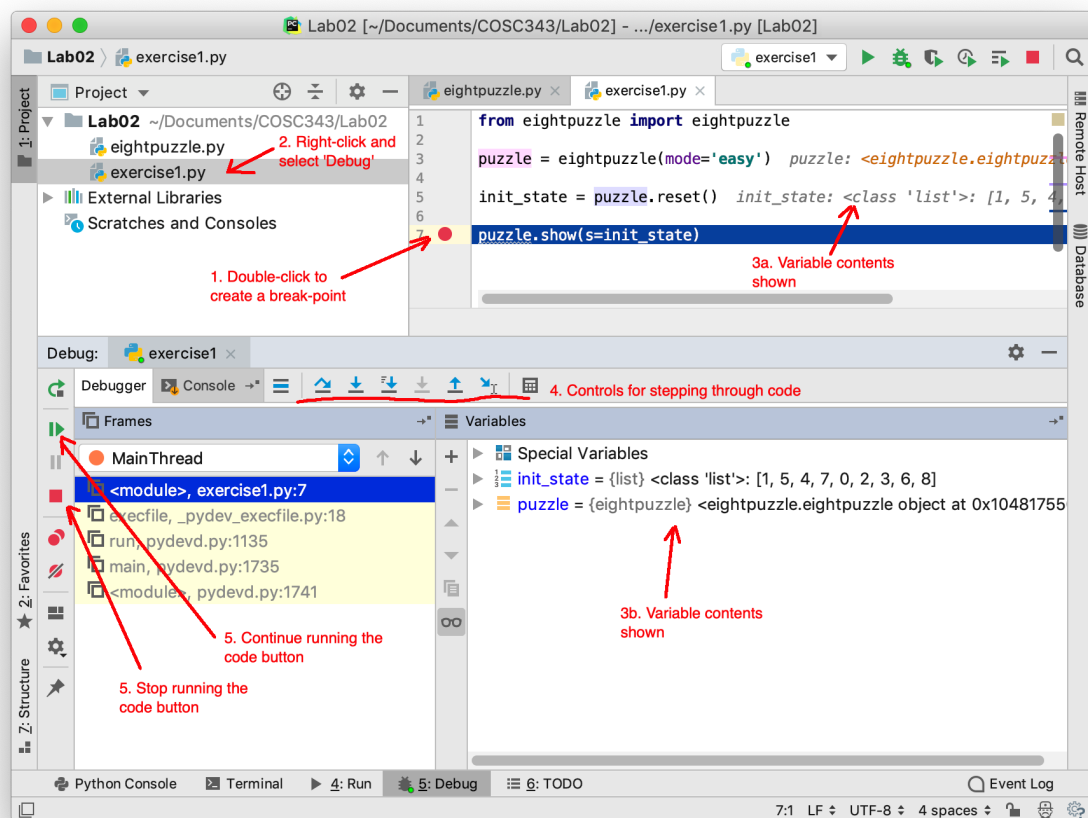 Lab02 [~/Documents/COSC343/Lab02] - .../exercise1.py [Lab02]
Lab02 exercise1.py
exercise1
1: Project
Project
Lab02 ~/Documents/COSC343/Lab02
eightpuzzle.py
exercise1.py
External Libraries
Scratches and Consoles
2. Right-click and
select 'Debug'
1. Double-click to
create a break-point
eightpuzzle.py
exercise1.py
1 from eightpuzzle import eightpuzzle
2
3 puzzle = eightpuzzle(mode='easy') puzzle: <eightpuzzle.eightpuzzl
4
5 init_state = puzzle.reset() init_state: <class 'list'>: [1, 5, 4,
6
7 puzzle.show(s=init_state)
3a. Variable contents
shown
Remote Host
Database
Debug: exercise1
Debugger Console
4. Controls for stepping through code
Frames
MainThread
<module>, exercise1.py:7
execfile, _pydev_execfile.py:18
run, pydevd.py:1135
main, pydevd.py:1735
<module>, pydevd.py:1741
5. Continue running the
code button
5. Stop running the
code button
Variables
Special Variables
init_state = {list} <class 'list'>: [1, 5, 4, 7, 0, 2, 3, 6, 8]
puzzle = {eightpuzzle} <eightpuzzle.eightpuzzle object at 0x10481755
3b. Variable contents
shown
2: Favorites
Z: Structure
Python Console Terminal 4: Run 5: Debug 6: TODO Event Log
7:1 LF UTF-8 4 spaces